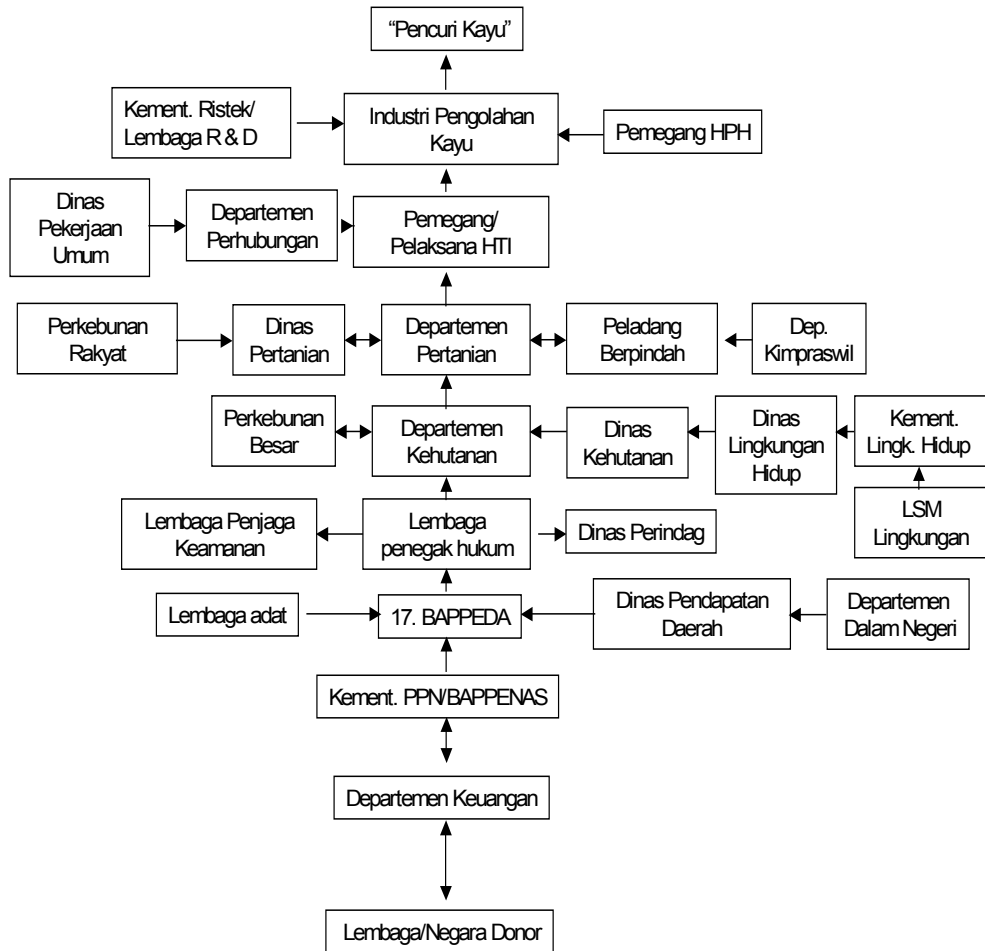 “Pencuri Kayu”
Kement. Ristek/
Lembaga R & D
Industri Pengolahan
Kayu
Pemegang HPH
Dinas
Pekerjaan
Umum
Departemen
Perhubungan
Pemegang/
Pelaksana HTI
Perkebunan
Rakyat
Dinas
Pertanian
Departemen
Pertanian
Peladang
Berpindah
Dep.
Kimpraswil
Perkebunan
Besar
Departemen
Kehutanan
Dinas
Kehutanan
Dinas
Lingkungan
Hidup
Kement.
Lingk. Hidup
LSM
Lingkungan
Lembaga Penjaga
Keamanan
Lembaga
penegak hukum
Dinas Perindag
Lembaga adat
17. BAPPEDA
Dinas Pendapatan
Daerah
Departemen
Dalam Negeri
Kement. PPN/BAPPENAS
Departemen Keuangan
Lembaga/Negara Donor